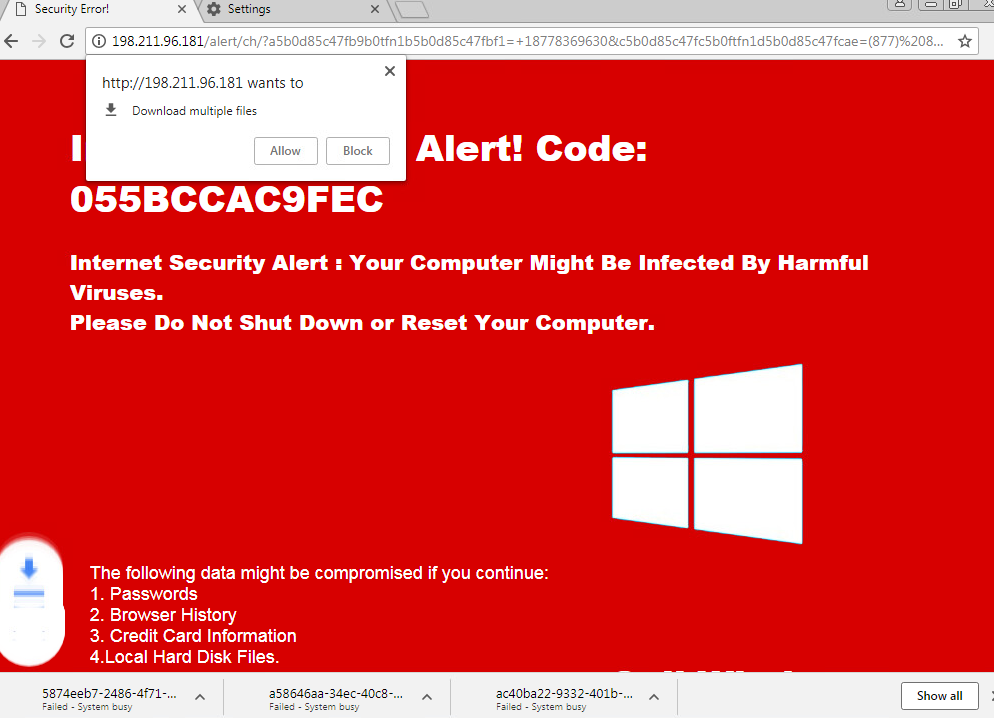 Security Error!
Settings
198.211.96.181/alert/ch/?a5b0d85c47fb9b0tfn1b5b0d85c47fbf1=+18778369630&c5b0d85c47fc5b0ftfn1d5b0d85c47fcae=(877)%208...
http://198.211.96.181 wants to
Download multiple files
Allow
Block
Alert! Code:
055BCCAC9FEC
Internet Security Alert : Your Computer Might Be Infected By Harmful
Viruses.
Please Do Not Shut Down or Reset Your Computer.
The following data might be compromised if you continue:
1. Passwords
2. Browser History
3. Credit Card Information
4.Local Hard Disk Files.
5874eeb7-2486-4f71-...
Failed - System busy
a58646aa-34ec-40c8-...
Failed - System busy
ac40ba22-9332-401b-...
Failed - System busy
Show all